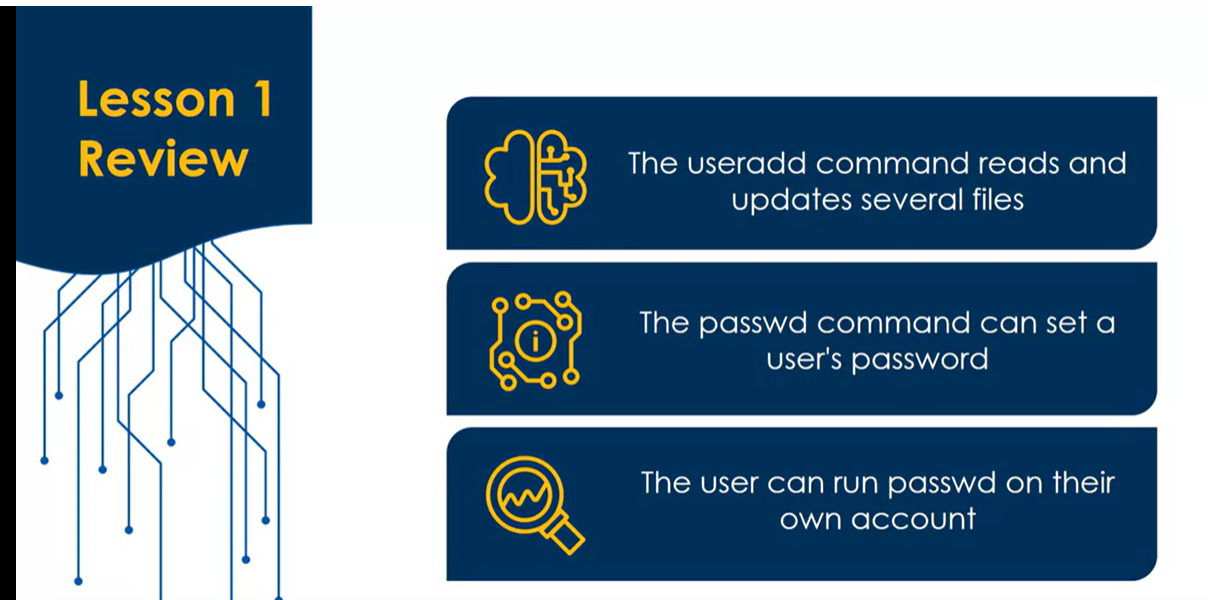 Lesson 1
Review
The useradd command reads and
updates several files
The passwd command can set a
user's password
The user can run passwd on their
own account